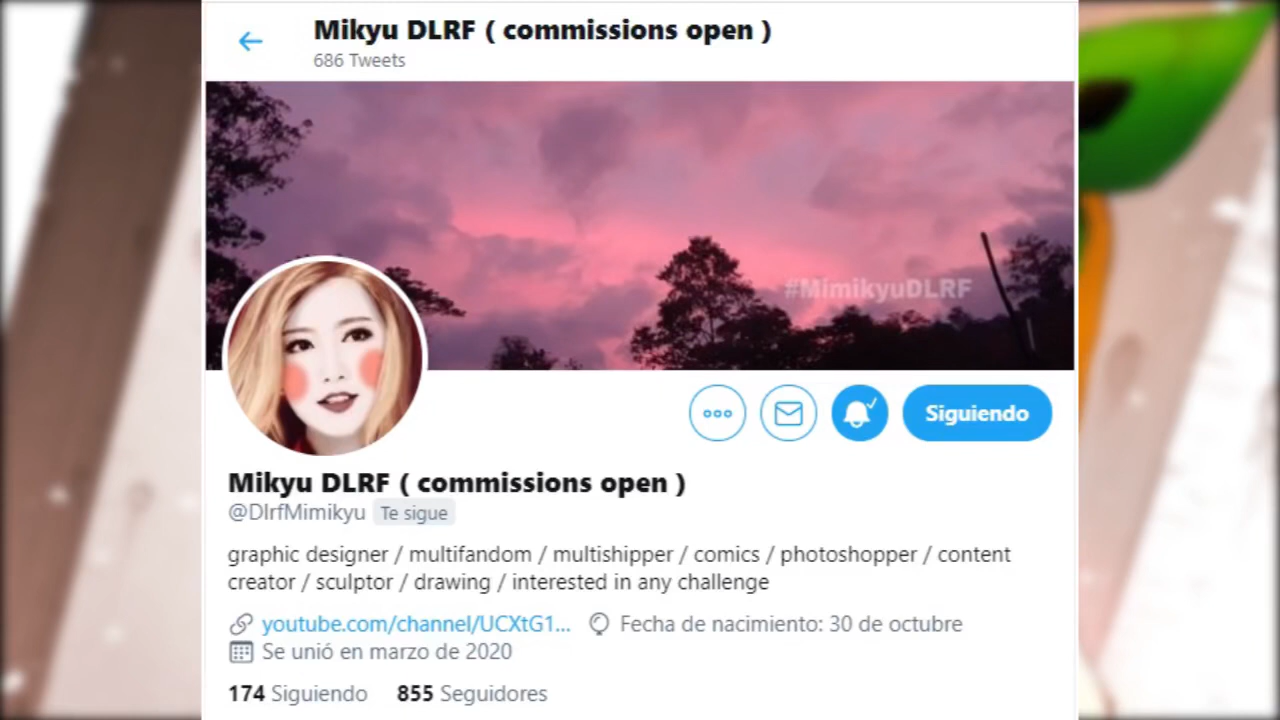 Mikyu DLRF ( commissions open )
686 Tweets
#MimikyuDLRF
Siguiendo
Mikyu DLRF ( commissions open )
@DlrfMimikyu Te sigue
graphic designer / multifandom / multishipper / comics / photoshopper / content
creator / sculptor / drawing / interested in any challenge
youtube.com/channel/UCXtG1... Fecha de nacimiento: 30 de octubre
Se unió en marzo de 2020
174 Siguiendo 855 Seguidores